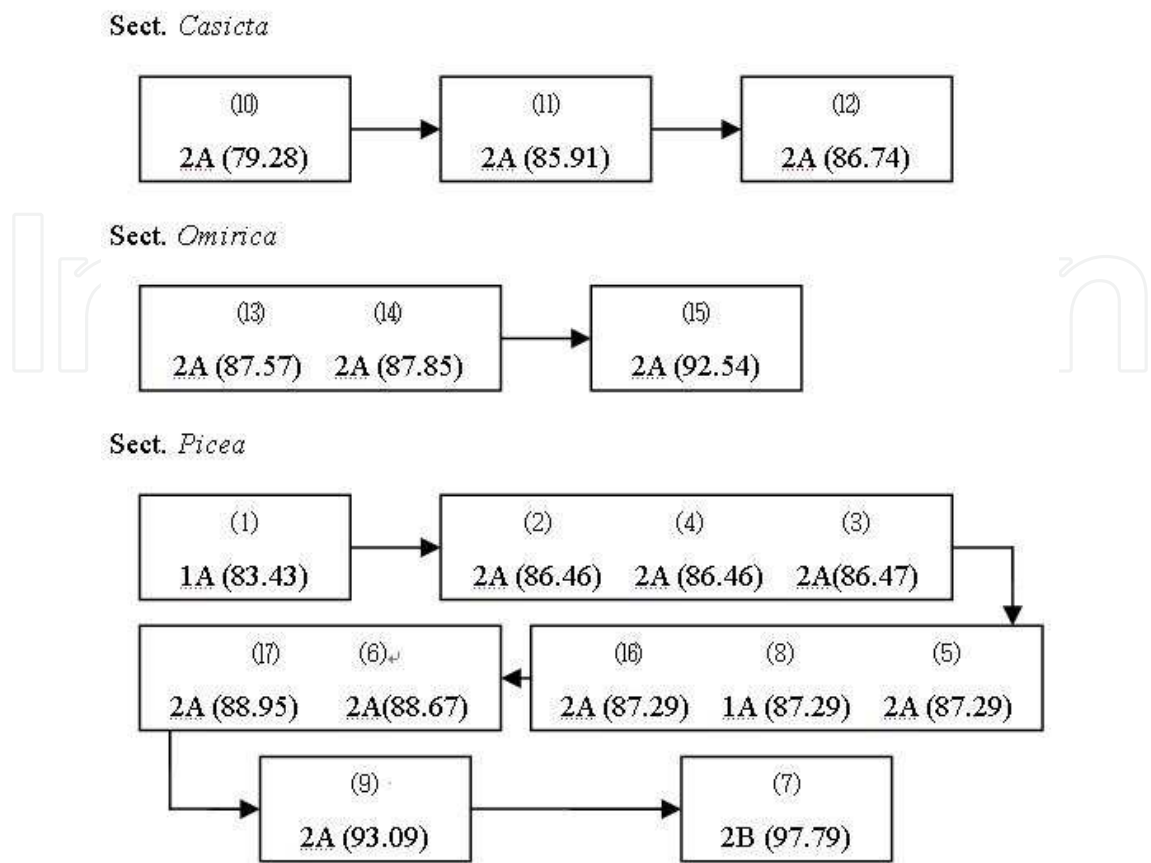 Sect. Casicta
⑽ ⑾ ⑿
2A (79.28) 2A (85.91) 2A (86.74)
Sect. Omirica
⒀ ⒁ ⒂
2A (87.57) 2A (87.85) 2A (92.54)
Sect. Picea
(1) (2) (4) (3)
1A (83.43) 2A (86.46) 2A (86.46) 2A(86.47)
⒄ (6)↵ ⒃ (8) (5)
2A (88.95) 2A(88.67) 2A (87.29) 1A (87.29) 2A (87.29)
(9) (7)
2A (93.09) 2B (97.79)